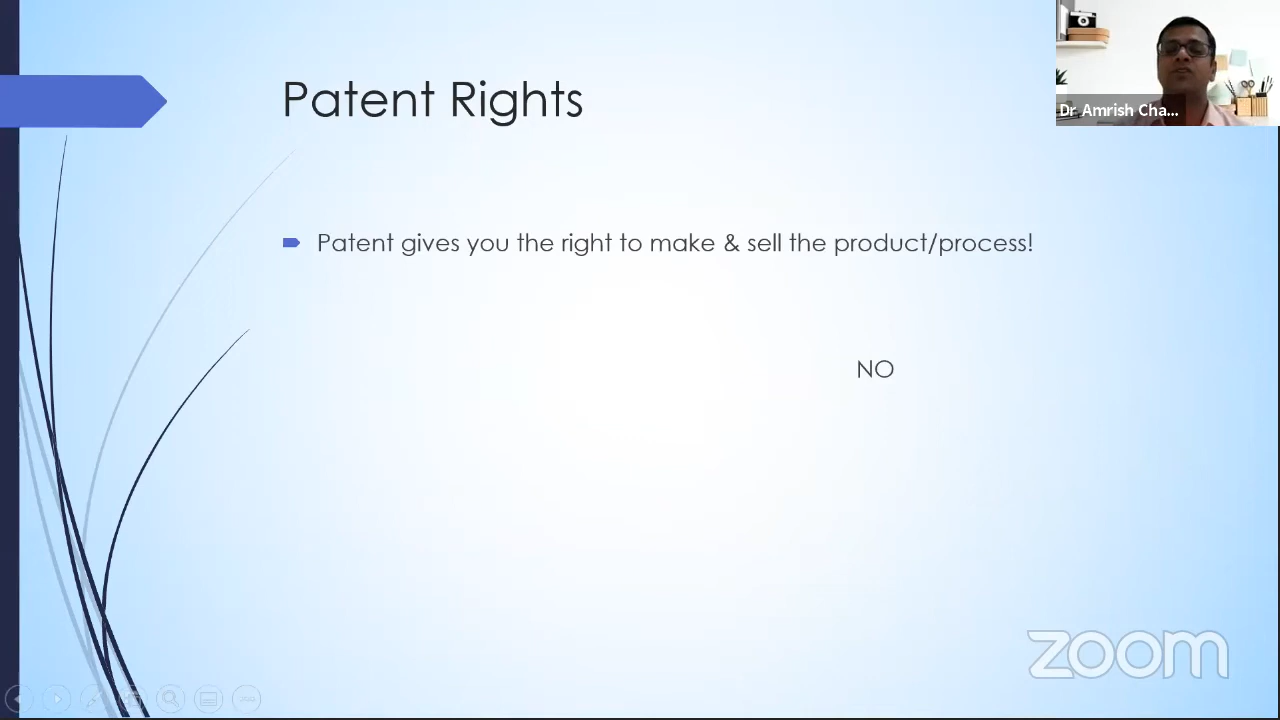 Patent Rights
Dr Amrish Cha...
Patent gives you the right to make & sell the product/process!
NO
zoom